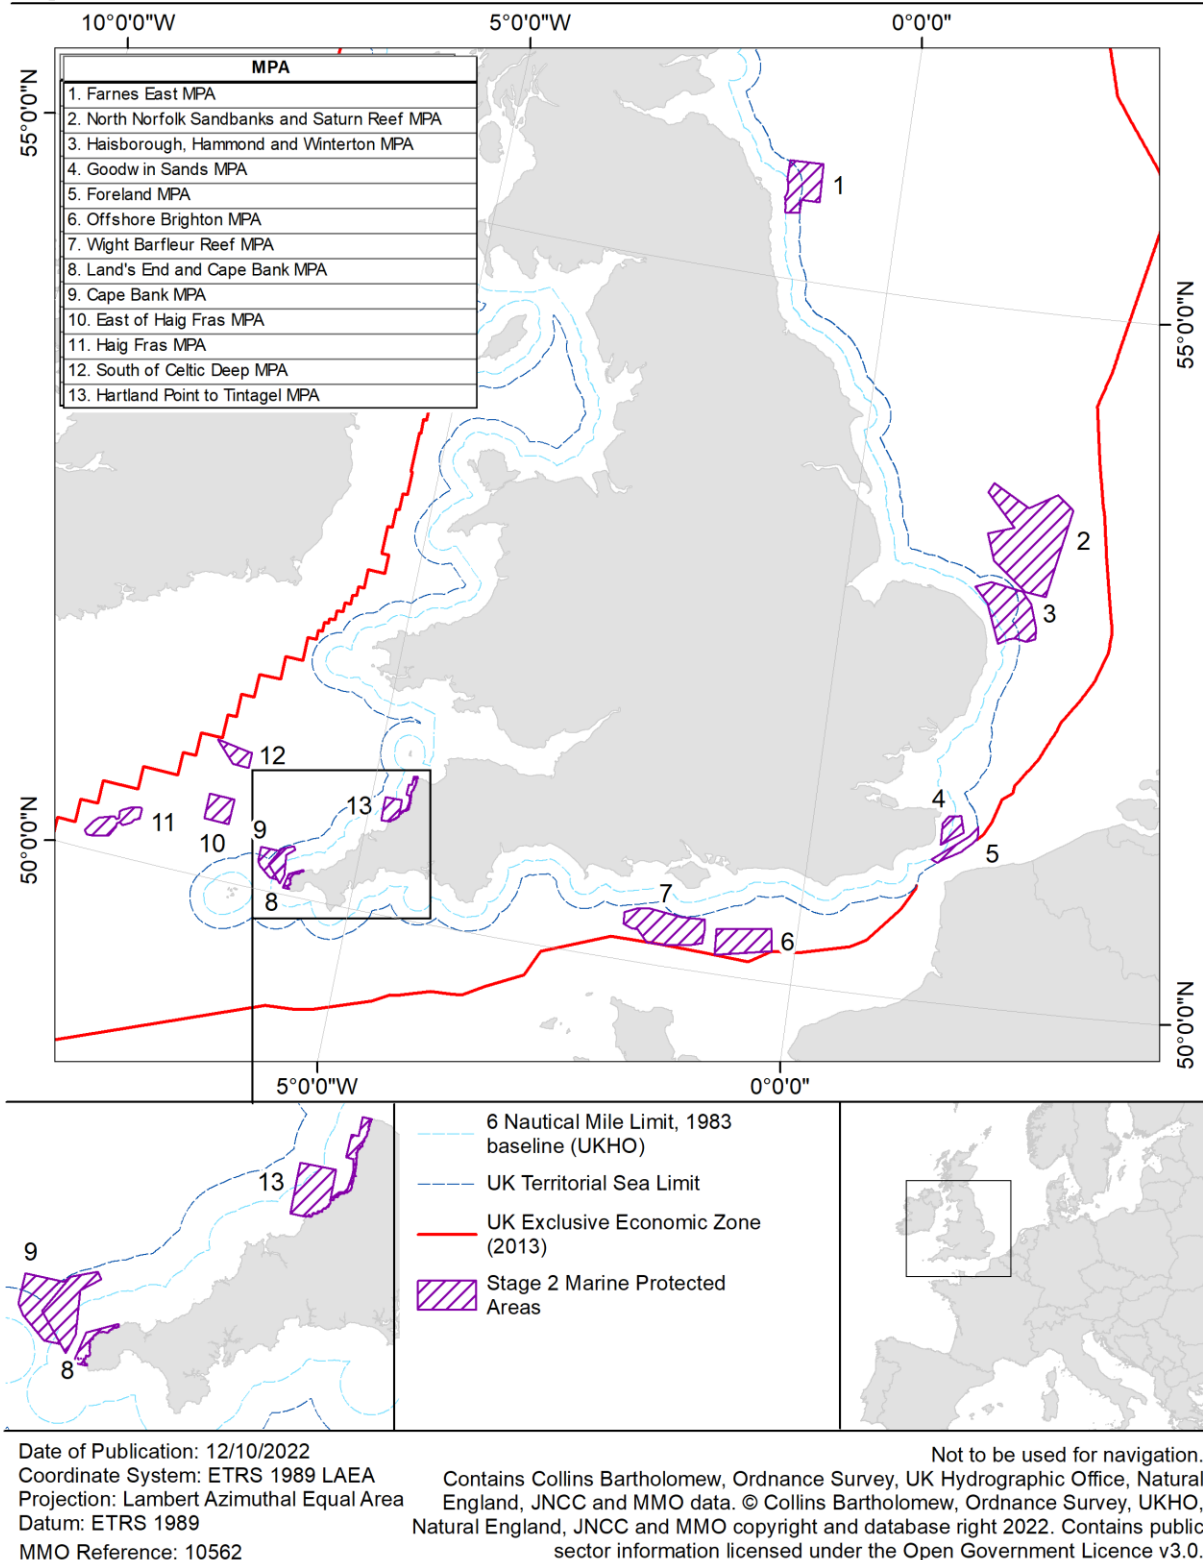 10°0'0"W
5°0'0"W
0°0'0"
55°0'0"N
MPA
1. Farnes East MPA
2. North Norfolk Sandbanks and Saturn Reef MPA
3. Haisborough, Hammond and Winterton MPA
4. Goodwin Sands MPA
5. Foreland MPA
6. Offshore Brighton MPA
7. Wight Barfleur Reef MPA
8. Land's End and Cape Bank MPA
9. Cape Bank MPA
10. East of Haig Fras MPA
11. Haig Fras MPA
12. South of Celtic Deep MPA
13. Hartland Point to Tintagel MPA
1
55°0'0"N
2
3
12
13
11
10
9
8
4
5
7
6
50°0'0"N
50°0'0"N
5°0'0"W
0°0'0"
13
9
8
6 Nautical Mile Limit, 1983
baseline (UKHO)
UK Territorial Sea Limit
UK Exclusive Economic Zone
(2013)
Stage 2 Marine Protected
Areas
Date of Publication: 12/10/2022
Coordinate System: ETRS 1989 LAEA
Projection: Lambert Azimuthal Equal Area
Datum: ETRS 1989
MMO Reference: 10562
Not to be used for navigation.
Contains Collins Bartholomew, Ordnance Survey, UK Hydrographic Office, Natural
England, JNCC and MMO data. © Collins Bartholomew, Ordnance Survey, UKHO,
Natural England, JNCC and MMO copyright and database right 2022. Contains public
sector information licensed under the Open Government Licence v3.0.